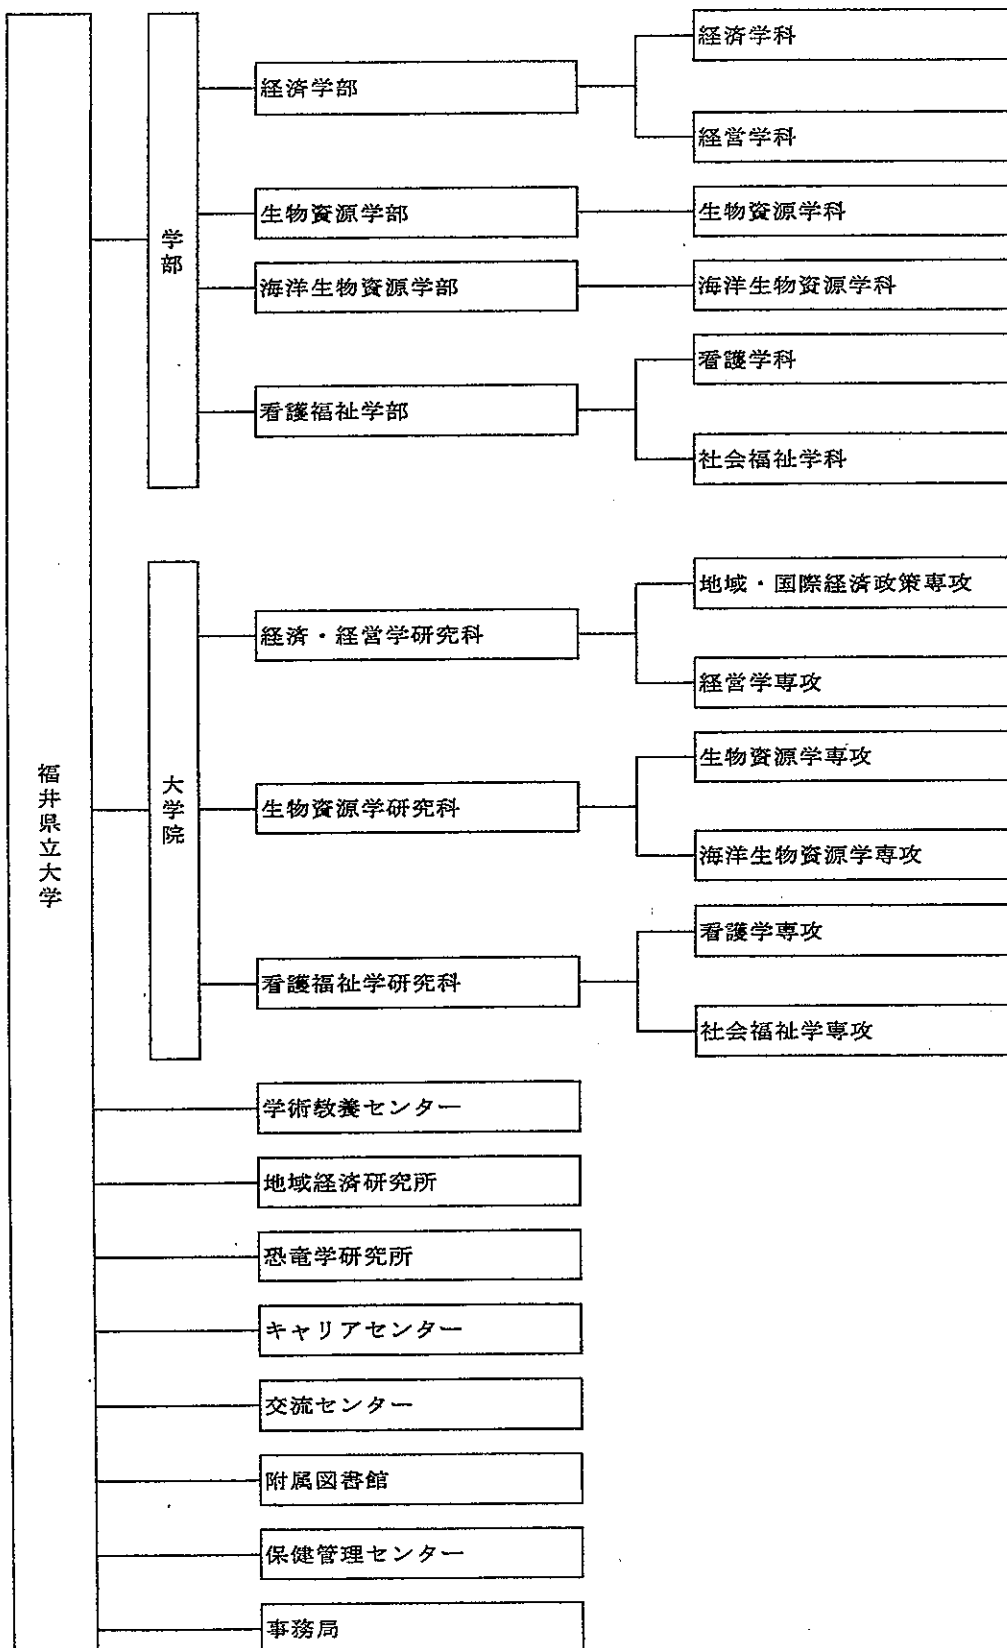 福井県立大学
学部
経済学部
経済学科
経営学科
生物資源学部
生物資源学科
海洋生物資源学部
海洋生物資源学科
看護福祉学部
看護学科
社会福祉学科
大学院
経済・経営学研究科
地域・国際経済政策専攻
経営学専攻
生物資源学研究科
生物資源学専攻
海洋生物資源学専攻
看護福祉学研究科
看護学専攻
社会福祉学専攻
学術教養センター
地域経済研究所
恐竜学研究所
キャリアセンター
交流センター
附属図書館
保健管理センター
事務局